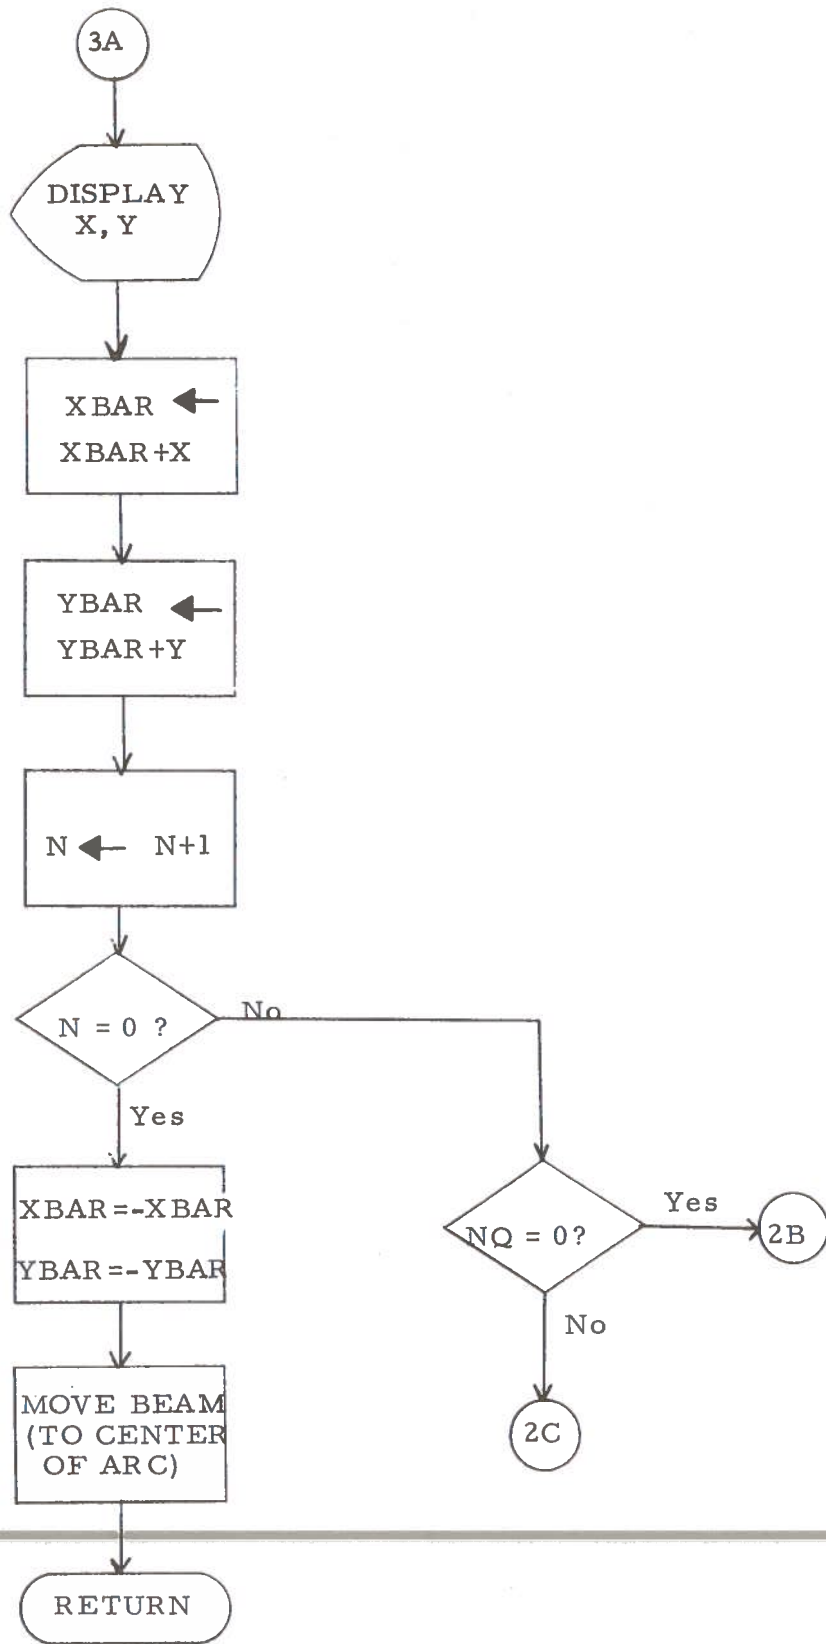 3A
DISPLAY
X, Y
XBAR ←
XBAR+X
YBAR ←
YBAR+Y
N ← N+1
N = 0 ?
No
Yes
XBAR=-XBAR
YBAR=-YBAR
NQ = 0?
Yes
2B
No
2C
MOVE BEAM
(TO CENTER
OF ARC)
RETURN